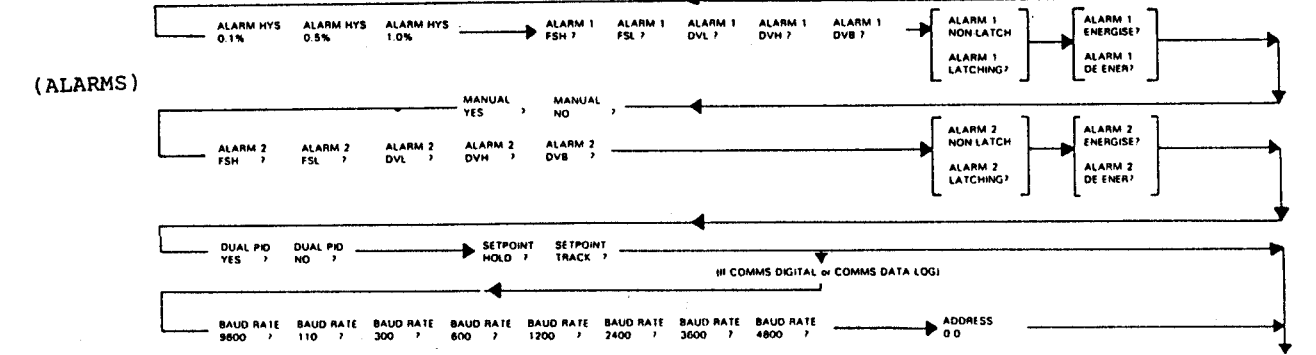 ALARM HYS ALARM HYS ALARM HYS ALARM 1 ALARM 1 ALARM 1 ALARM 1 ALARM 1
0.1% 0.5% 1.0% FSH ? FSL ? DVL ? DVH ? DVB ?
ALARM 1
NON-LATCH
ALARM 1
LATCHING?
ALARM 1
ENERGISE?
ALARM 1
DE ENER?
(ALARMS)
MANUAL MANUAL
YES , NO ,
ALARM 2 ALARM 2 ALARM 2 ALARM 2 ALARM 2
FSH ? FSL ? DVL ? DVH ? DVB ?
ALARM 2
NON LATCH
ALARM 2
LATCHING?
ALARM 2
ENERGISE?
ALARM 2
DE ENER?
DUAL PID DUAL PID SETPOINT SETPOINT
YES ? NO ? HOLD ? TRACK ?
(If COMMS DIGITAL or COMMS DATA LOG)
BAUD RATE BAUD RATE BAUD RATE BAUD RATE BAUD RATE BAUD RATE BAUD RATE BAUD RATE ADDRESS
9600 ? 110 ? 300 ? 600 ? 1200 ? 2400 ? 3600 ? 4800 ? 0 0